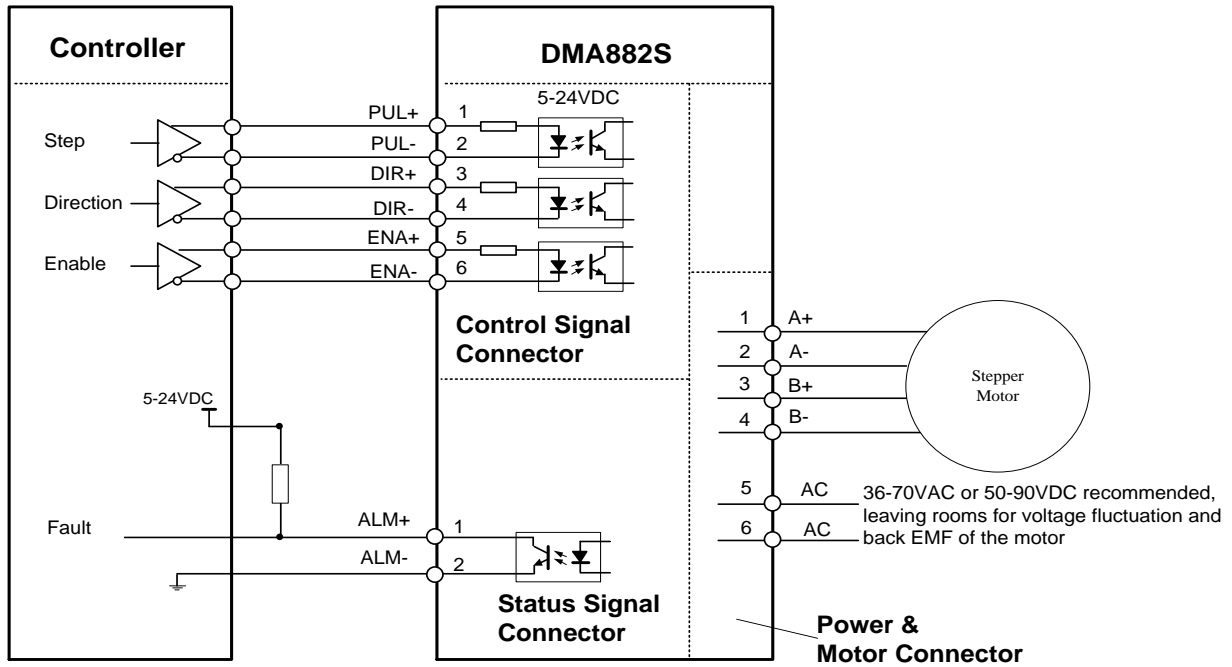 Controller
DMA882S
5-24VDC
Step
PUL+ 1
PUL- 2
Direction
DIR+ 3
DIR- 4
Enable
ENA+ 5
ENA- 6
Control Signal
Connector
1 A+
2 A-
3 B+
4 B-
Stepper
Motor
5 AC
6 AC
36-70VAC or 50-90VDC recommended,
leaving rooms for voltage fluctuation and
back EMF of the motor
5-24VDC
Fault
ALM+ 1
ALM- 2
Status Signal
Connector
Power &
Motor Connector